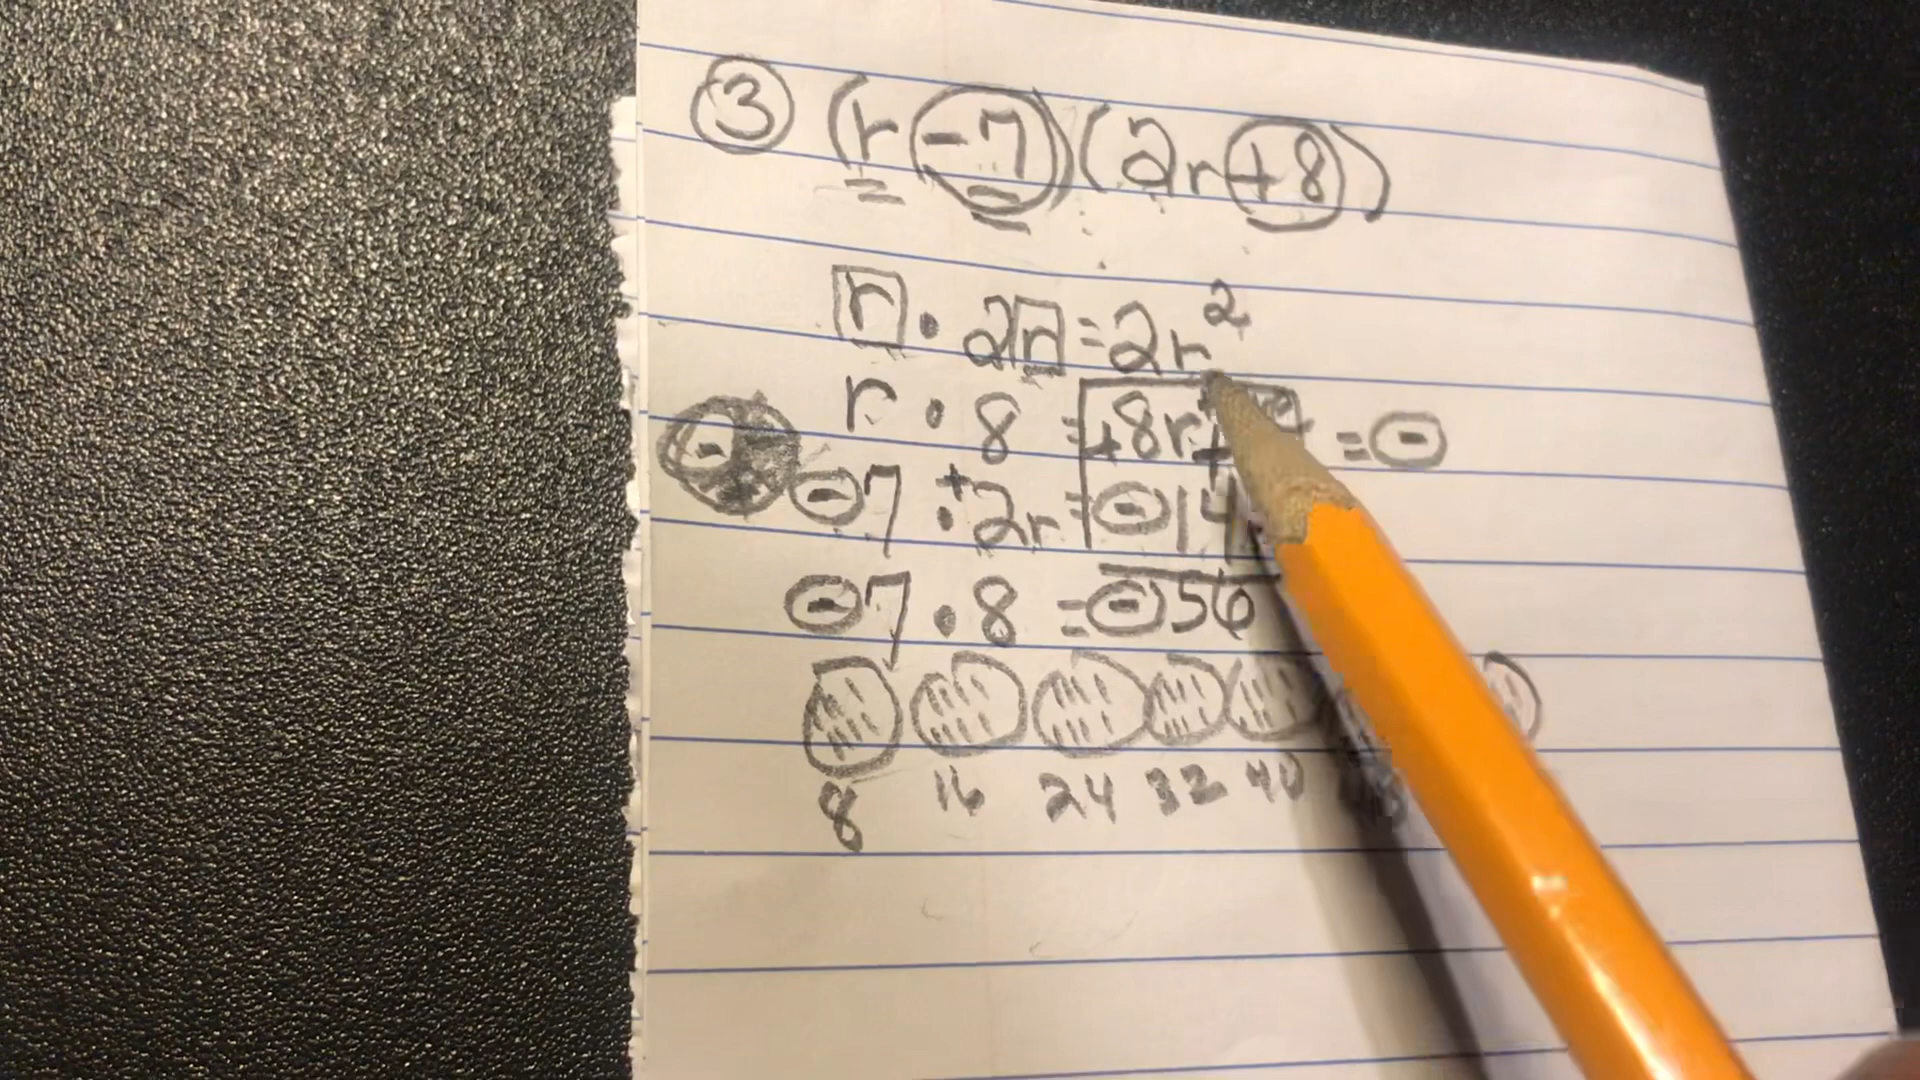 ③ (r-7)(2r+8)
r · 2r = 2r²
r · 8 = +8r = ⊖
- ⊖7 · +2r = ⊖14
⊖7 · 8 = ⊖56
8 16 24 32 40